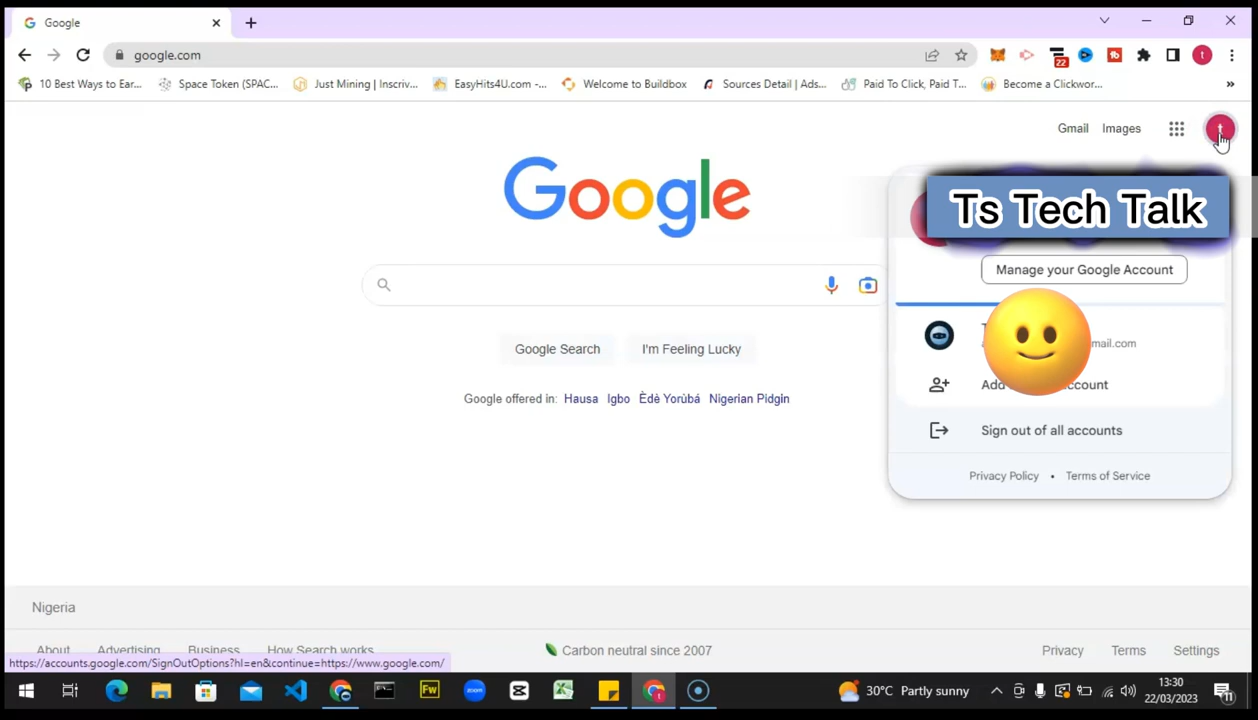 Google
google.com
10 Best Ways to Ear...
Space Token (SPAC...
Just Mining | Inscriv...
EasyHits4U.com -...
Welcome to Buildbox
Sources Detail | Ads...
Paid To Click, Paid T...
Become a Clickwor...
»
22
t
Gmail
Images
t
Google
Ts Tech Talk
Manage your Google Account
mail.com
Add
ccount
Sign out of all accounts
Privacy Policy • Terms of Service
Google Search
I'm Feeling Lucky
Google offered in: Hausa Igbo Èdè Yorùbá Nigerian Pidgin
Nigeria
About
Advertising
Business
How Search works
Carbon neutral since 2007
Privacy
Terms
Settings
https://accounts.google.com/SignOutOptions?hl=en&continue=https://www.google.com/
Fw
zoom
30°C Partly sunny
13:30
22/03/2023
11